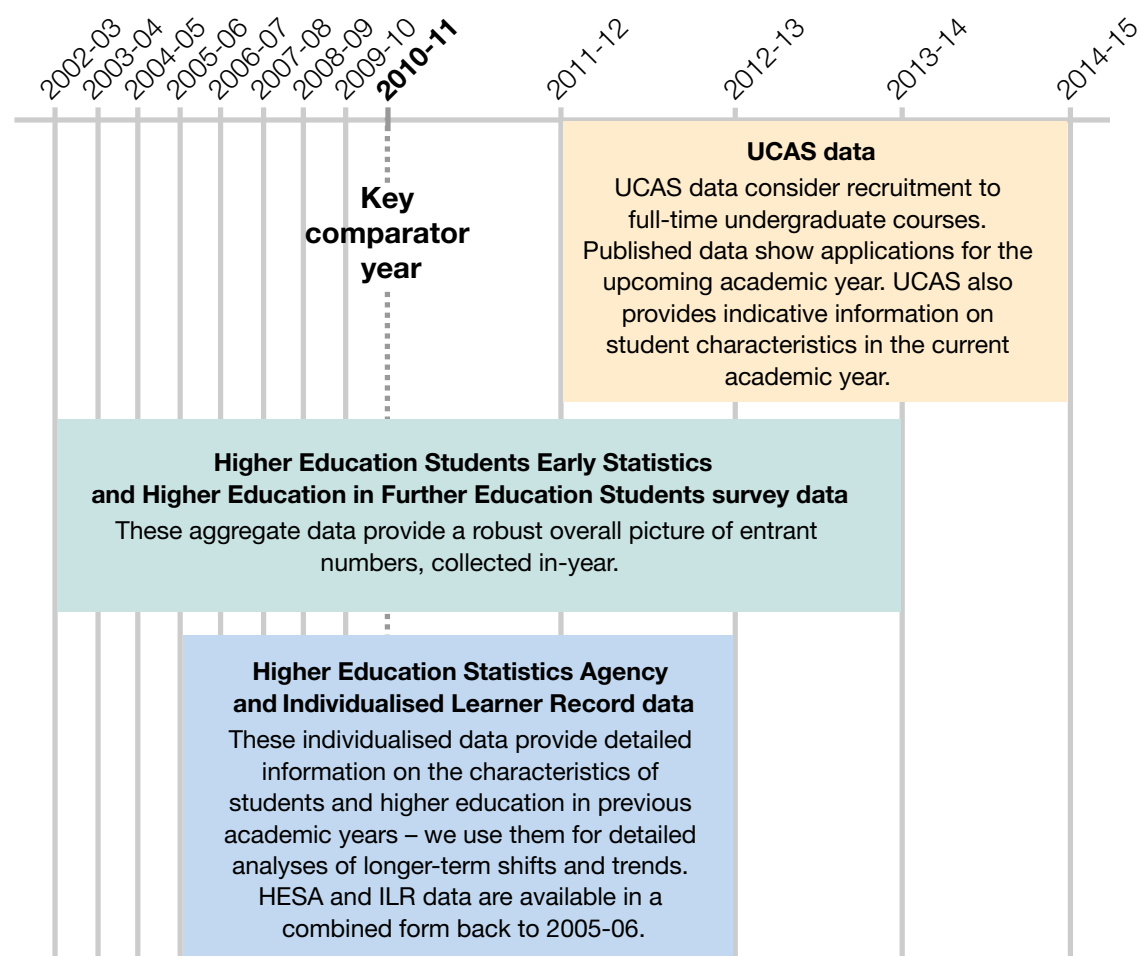 2002-03
2003-04
2004-05
2005-06
2006-07
2007-08
2008-09
2009-10
2010-11
2011-12
2012-13
2013-14
2014-15
Key
comparator
year
UCAS data
UCAS data consider recruitment to
full-time undergraduate courses.
Published data show applications for the
upcoming academic year. UCAS also
provides indicative information on
student characteristics in the current
academic year.
Higher Education Students Early Statistics
and Higher Education in Further Education Students survey data
These aggregate data provide a robust overall picture of entrant
numbers, collected in-year.
Higher Education Statistics Agency
and Individualised Learner Record data
These individualised data provide detailed
information on the characteristics of
students and higher education in previous
academic years – we use them for detailed
analyses of longer-term shifts and trends.
HESA and ILR data are available in a
combined form back to 2005-06.